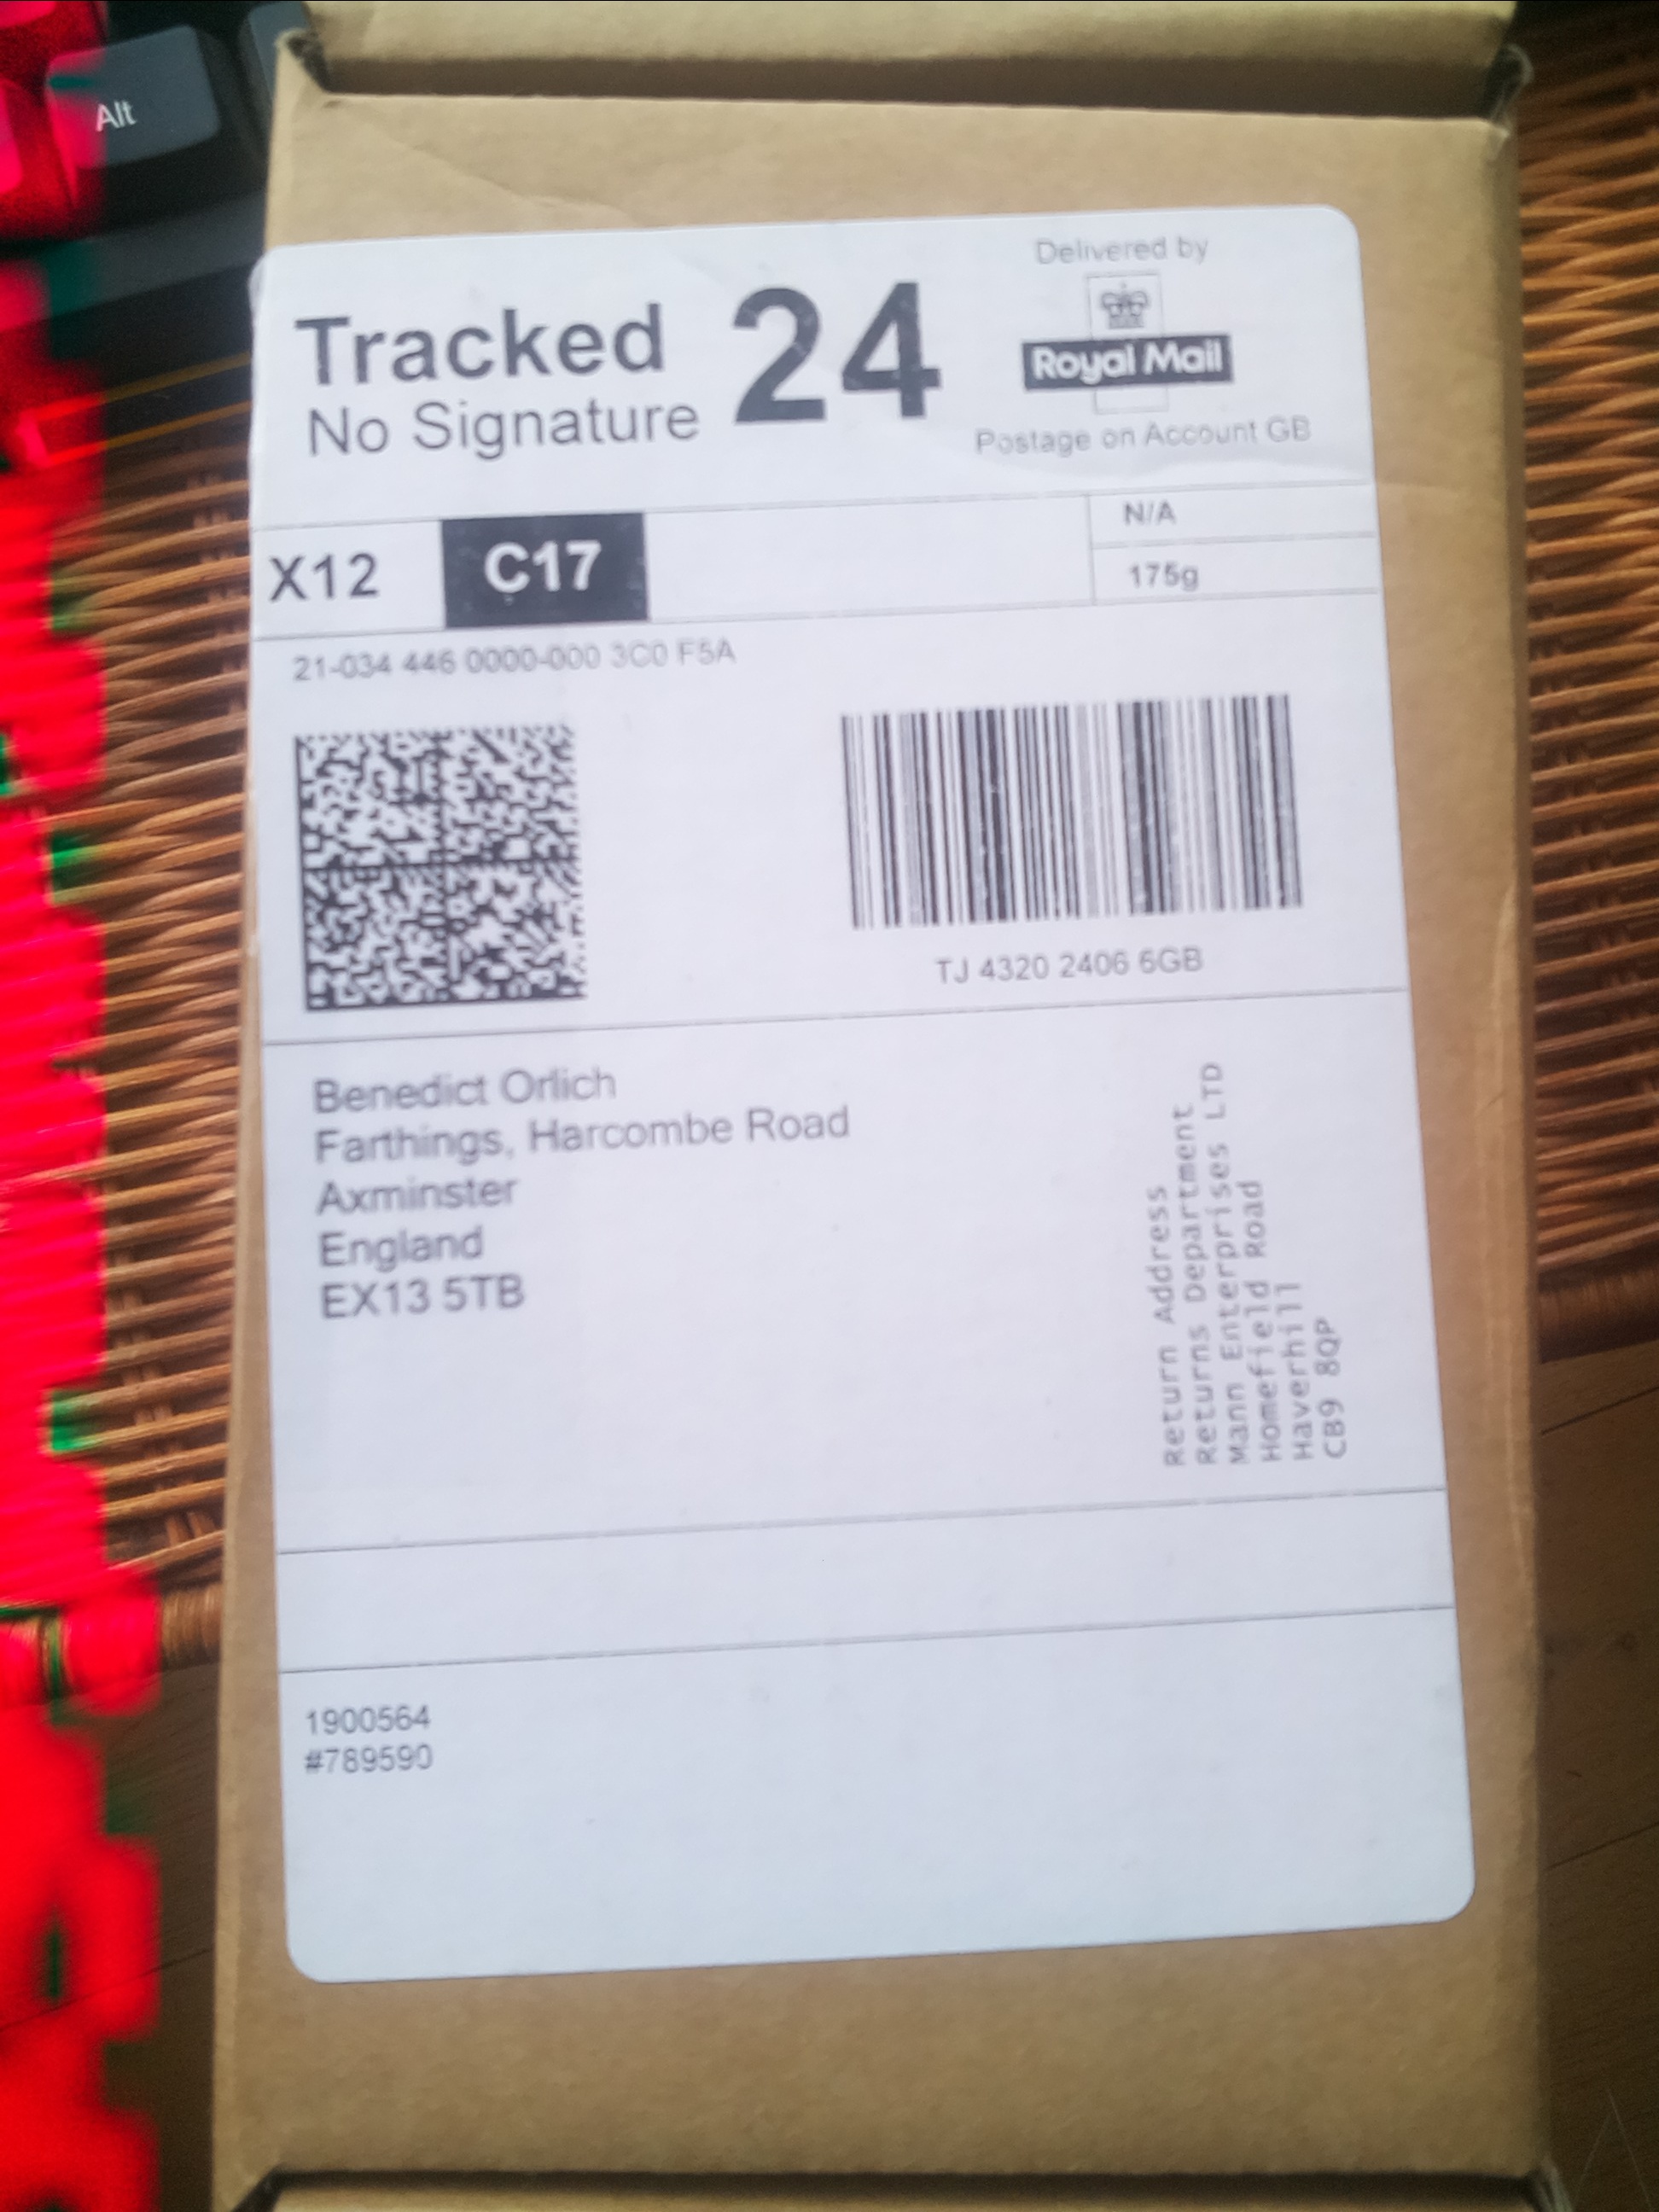 Alt
Delivered by
Tracked 24
No Signature
Royal Mail
Postage on Account GB
X12
C17
N/A
175g
21-034 446 0000-000 3C0 F5A
TJ 4320 2406 6GB
Benedict Orlich
Farthings, Harcombe Road
Axminster
England
EX13 5TB
Return Address
Returns Department
Mann Enterprises LTD
Homefield Road
Haverhill
CB9 8QP
1900564
#789590